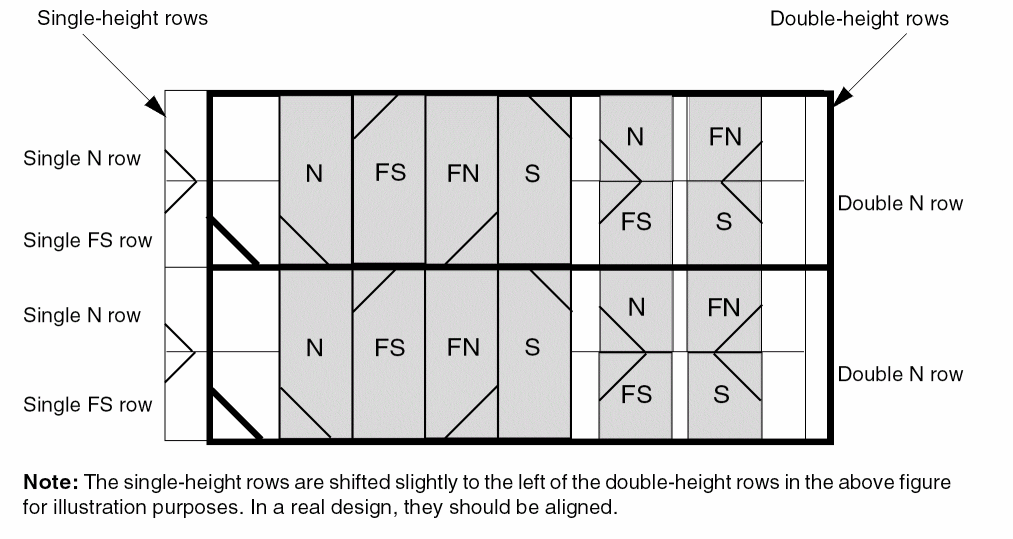 Single-height rows
Double-height rows
Single N row
N
FS
FN
S
N
FN
Double N row
Single FS row
FS
S
Single N row
N
FS
FN
S
N
FN
Double N row
Single FS row
FS
S
Note: The single-height rows are shifted slightly to the left of the double-height rows in the above figure
for illustration purposes. In a real design, they should be aligned.